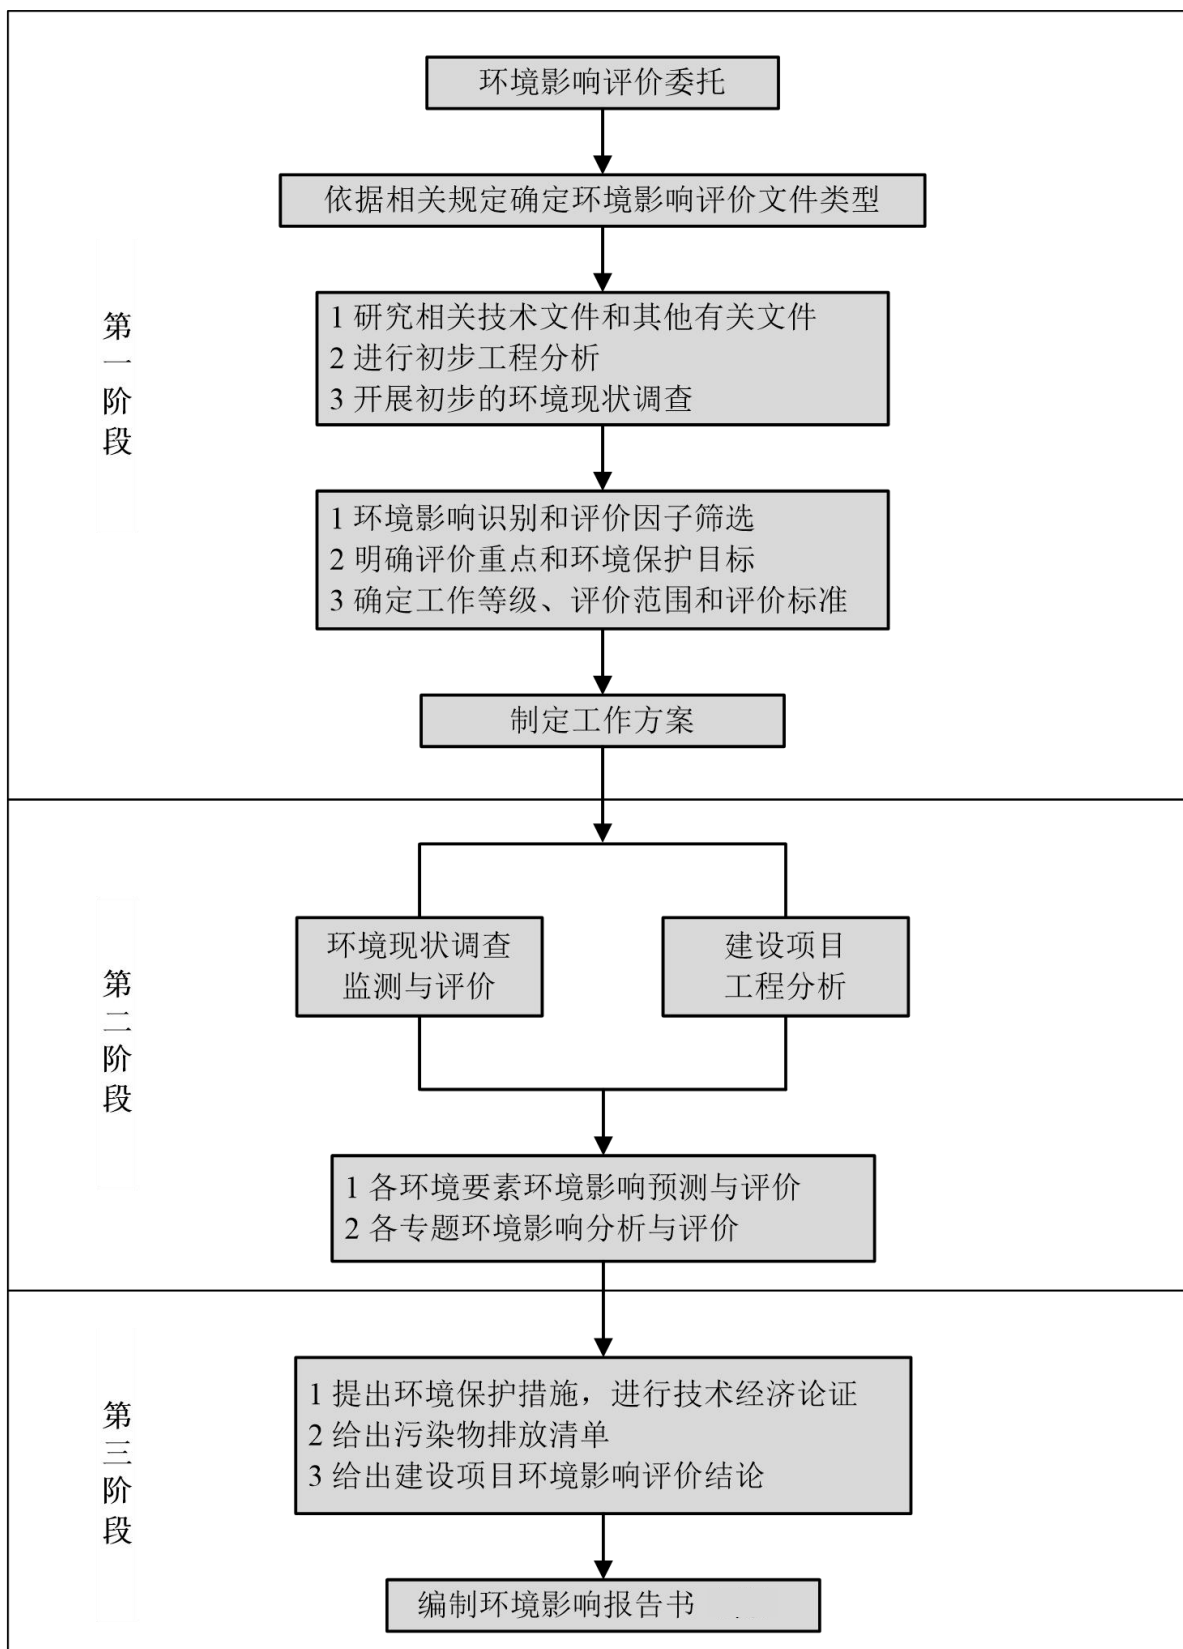 环境影响评价委托
依据相关规定确定环境影响评价文件类型
第一阶段
1 研究相关技术文件和其他有关文件
2 进行初步工程分析
3 开展初步的环境现状调查
1 环境影响识别和评价因子筛选
2 明确评价重点和环境保护目标
3 确定工作等级、评价范围和评价标准
制定工作方案
第二阶段
环境现状调查
监测与评价
建设项目
工程分析
1 各环境要素环境影响预测与评价
2 各专题环境影响分析与评价
第三阶段
1 提出环境保护措施，进行技术经济论证
2 给出污染物排放清单
3 给出建设项目环境影响评价结论
编制环境影响报告书